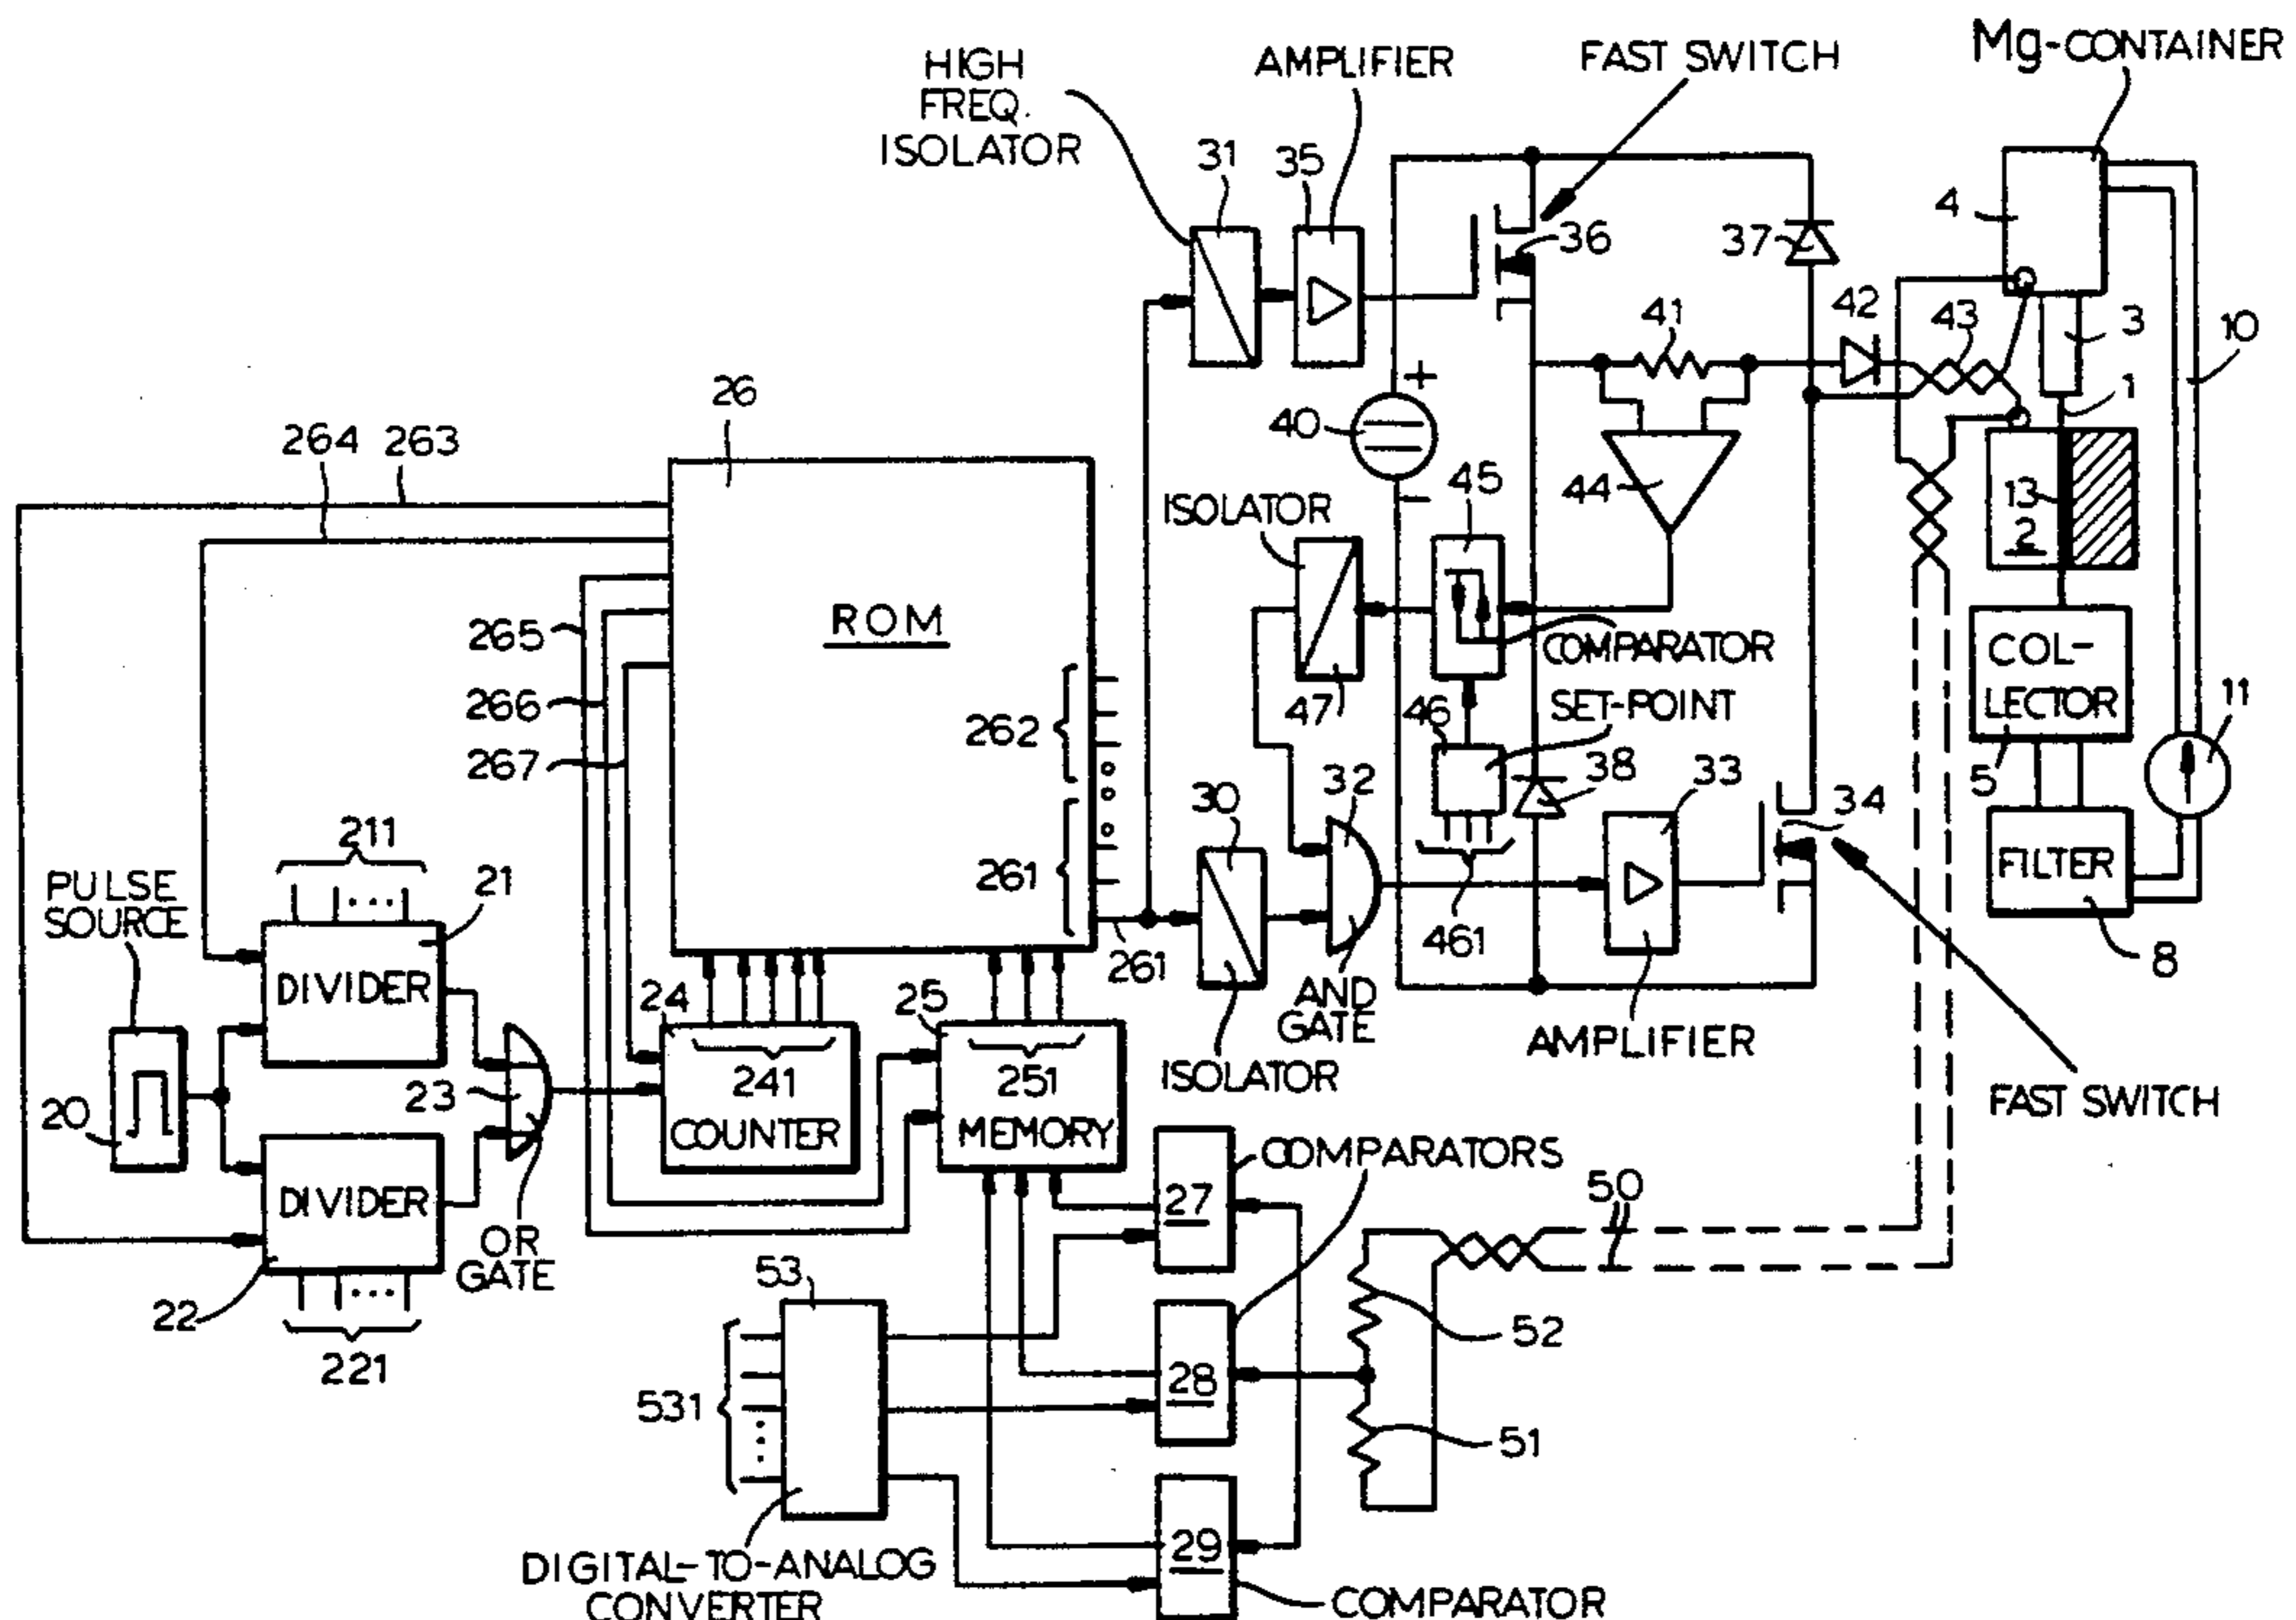 Mg-CONTAINER
HIGH
FREQ.
ISOLATOR
AMPLIFIER
FAST SWITCH
31
35
36
37
4
3
10
1
26
41
42
43
+
40
-
44
45
ISOLATOR
13
2
264 263
265
266
267
ROM
262
261
261
47
46
COMPARATOR
SET-POINT
COL-
LECTOR
5
11
30
32
38
33
34
461
FILTER
8
PULSE
SOURCE
20
211
21
DIVIDER
DIVIDER
22
221
23
OR
GATE
24
241
COUNTER
25
251
MEMORY
ISOLATOR
AND
GATE
AMPLIFIER
FAST SWITCH
COMPARATORS
27
28
29
50
52
51
53
531
DIGITAL-TO-ANALOG
CONVERTER
COMPARATOR